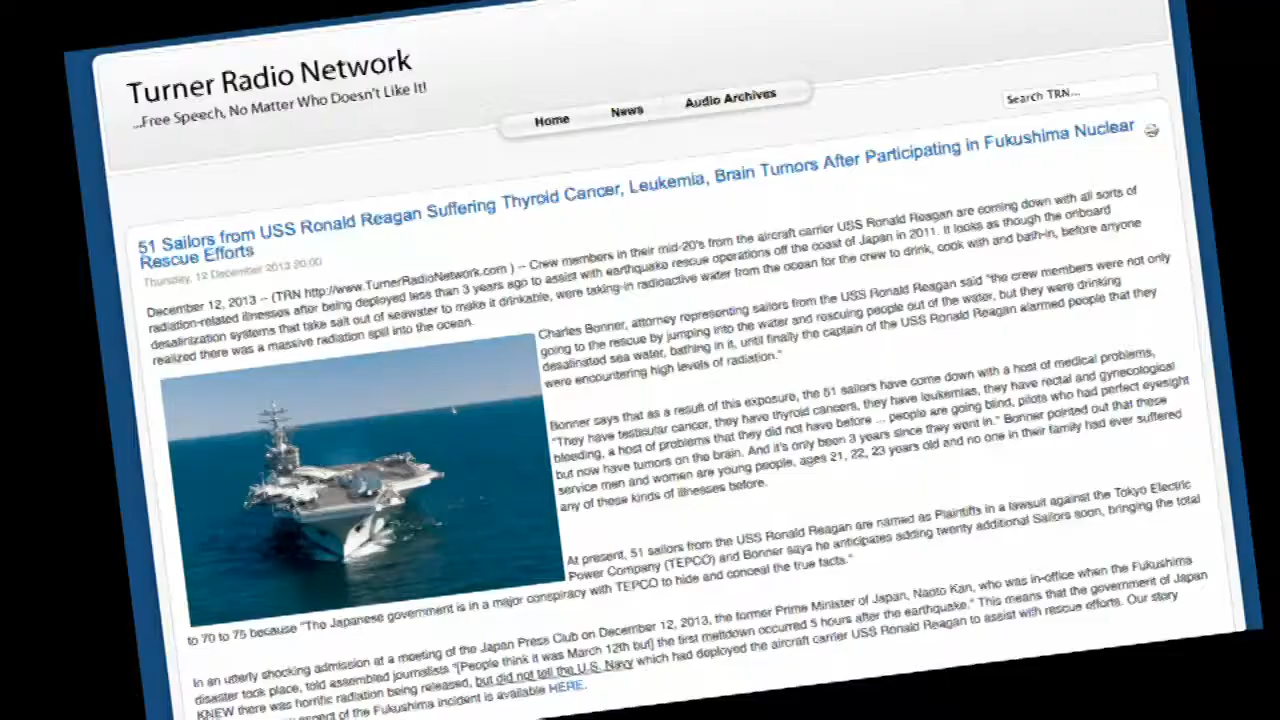 Turner Radio Network
...Free Speech, No Matter Who Doesn't Like It!
Home
News
Audio Archives
Search TRN...
51 Sailors from USS Ronald Reagan Suffering Thyroid Cancer, Leukemia, Brain Tumors After Participating in Fukushima Nuclear
Rescue Efforts
Thursday, 12 December 2013 20:00
December 12, 2013 -- (TRN http://www.TurnerRadioNetwork.com ) -- Crew members in their mid-20's from the aircraft carrier USS Ronald Reagan are coming down with all sorts of
radiation-related illnesses after being deployed less than 3 years ago to assist with earthquake rescue operations off the coast of Japan in 2011. It looks as though the onboard
desalinization systems that take salt out of seawater to make it drinkable, were taking-in radioactive water from the ocean for the crew to drink, cook with and bath-in, before anyone
realized there was a massive radiation spill into the ocean.
Charles Bonner, attorney representing sailors from the USS Ronald Reagan said "the crew members were not only
going to the rescue by jumping into the water and rescuing people out of the water, but they were drinking
desalinated sea water, bathing in it, until finally the captain of the USS Ronald Reagan alarmed people that they
were encountering high levels of radiation."
Bonner says that as a result of this exposure, the 51 sailors have come down with a host of medical problems,
"They have testicular cancer, they have thyroid cancers, they have leukemias, they have rectal and gynecological
bleeding, a host of problems that they did not have before ... people are going blind, pilots who had perfect eyesight
but now have tumors on the brain. And it's only been 3 years since they went in." Bonner pointed out that these
service men and women are young people, ages 21, 22, 23 years old and no one in their family had ever suffered
any of these kinds of illnesses before.
At present, 51 sailors from the USS Ronald Reagan are named as Plaintiffs in a lawsuit against the Tokyo Electric
Power Company (TEPCO) and Bonner says he anticipates adding twenty additional Sailors soon, bringing the total
to 70 to 75 because "The Japanese government is in a major conspiracy with TEPCO to hide and conceal the true facts."
In an utterly shocking admission at a meeting of the Japan Press Club on December 12, 2013, the former Prime Minister of Japan, Naoto Kan, who was in-office when the Fukushima
disaster took place, told assembled journalists "[People think it was March 12th but] the first meltdown occurred 5 hours after the earthquake." This means that the government of Japan
KNEW there was horrific radiation being released, but did not tell the U.S. Navy which had deployed the aircraft carrier USS Ronald Reagan to assist with rescue efforts. Our story
aspect of the Fukushima incident is available HERE.